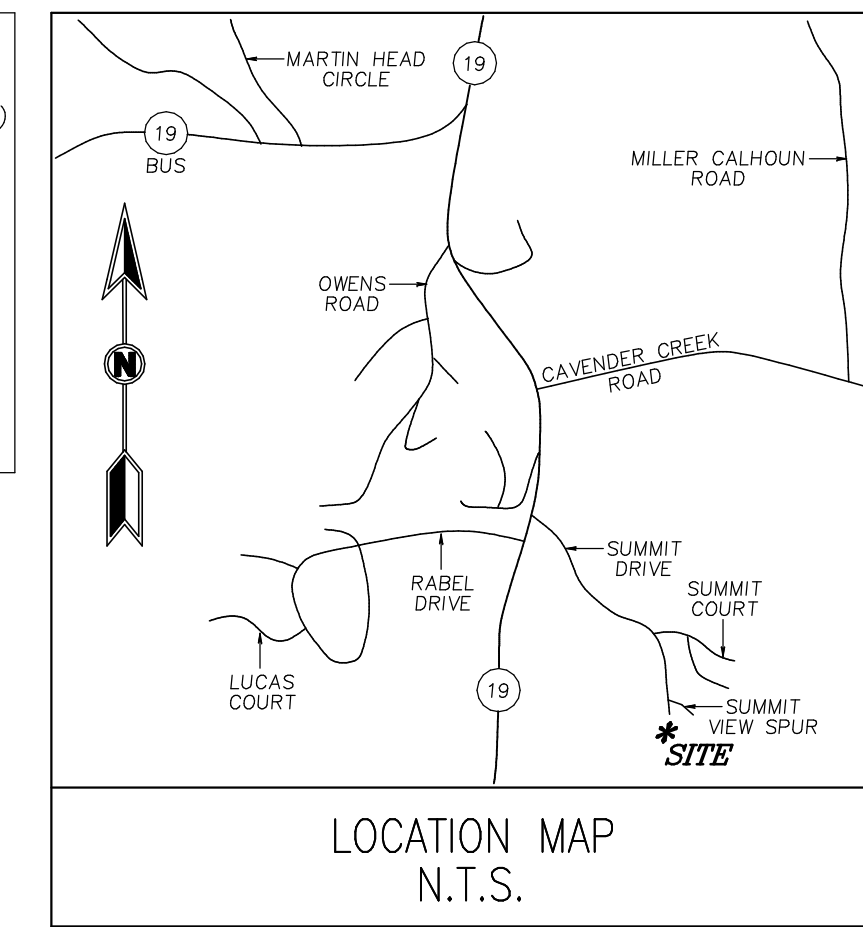 MARTIN HEAD
CIRCLE
19
19
BUS
MILLER CALHOUN
ROAD
OWENS
ROAD
N
CAVENDER CREEK
ROAD
SUMMIT
DRIVE
RABEL
DRIVE
SUMMIT
COURT
LUCAS
COURT
19
SUMMIT
VIEW SPUR
*SITE
LOCATION MAP
N.T.S.